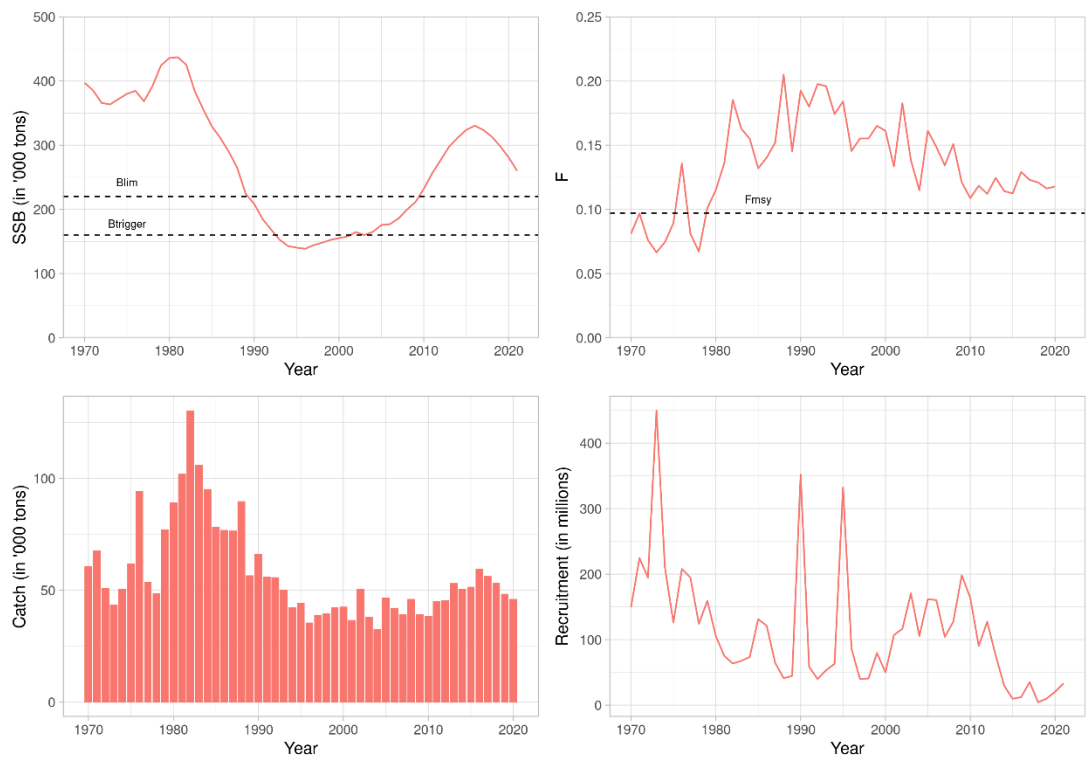 SSB (in '000 tons)
500
400
300
200
100
0
Blim
Btrigger
1970 1980 1990 2000 2010 2020
Year
F
0.25
0.20
0.15
0.10
0.05
0.00
Fmsy
1970 1980 1990 2000 2010 2020
Year
Catch (in '000 tons)
100
50
0
1970 1980 1990 2000 2010 2020
Year
Recruitment (in millions)
400
300
200
100
0
1970 1980 1990 2000 2010 2020
Year